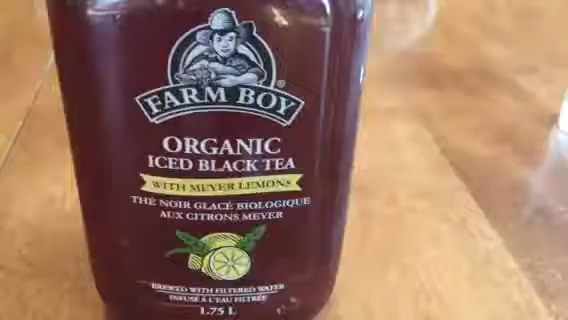 FARM BOY
®
ORGANIC
ICED BLACK TEA
WITH MEYER LEMONS
THÉ NOIR GLACÉ BIOLOGIQUE
AUX CITRONS MEYER
BREWED WITH FILTERED WATER
INFUSÉ À L'EAU FILTRÉE
1.75 L